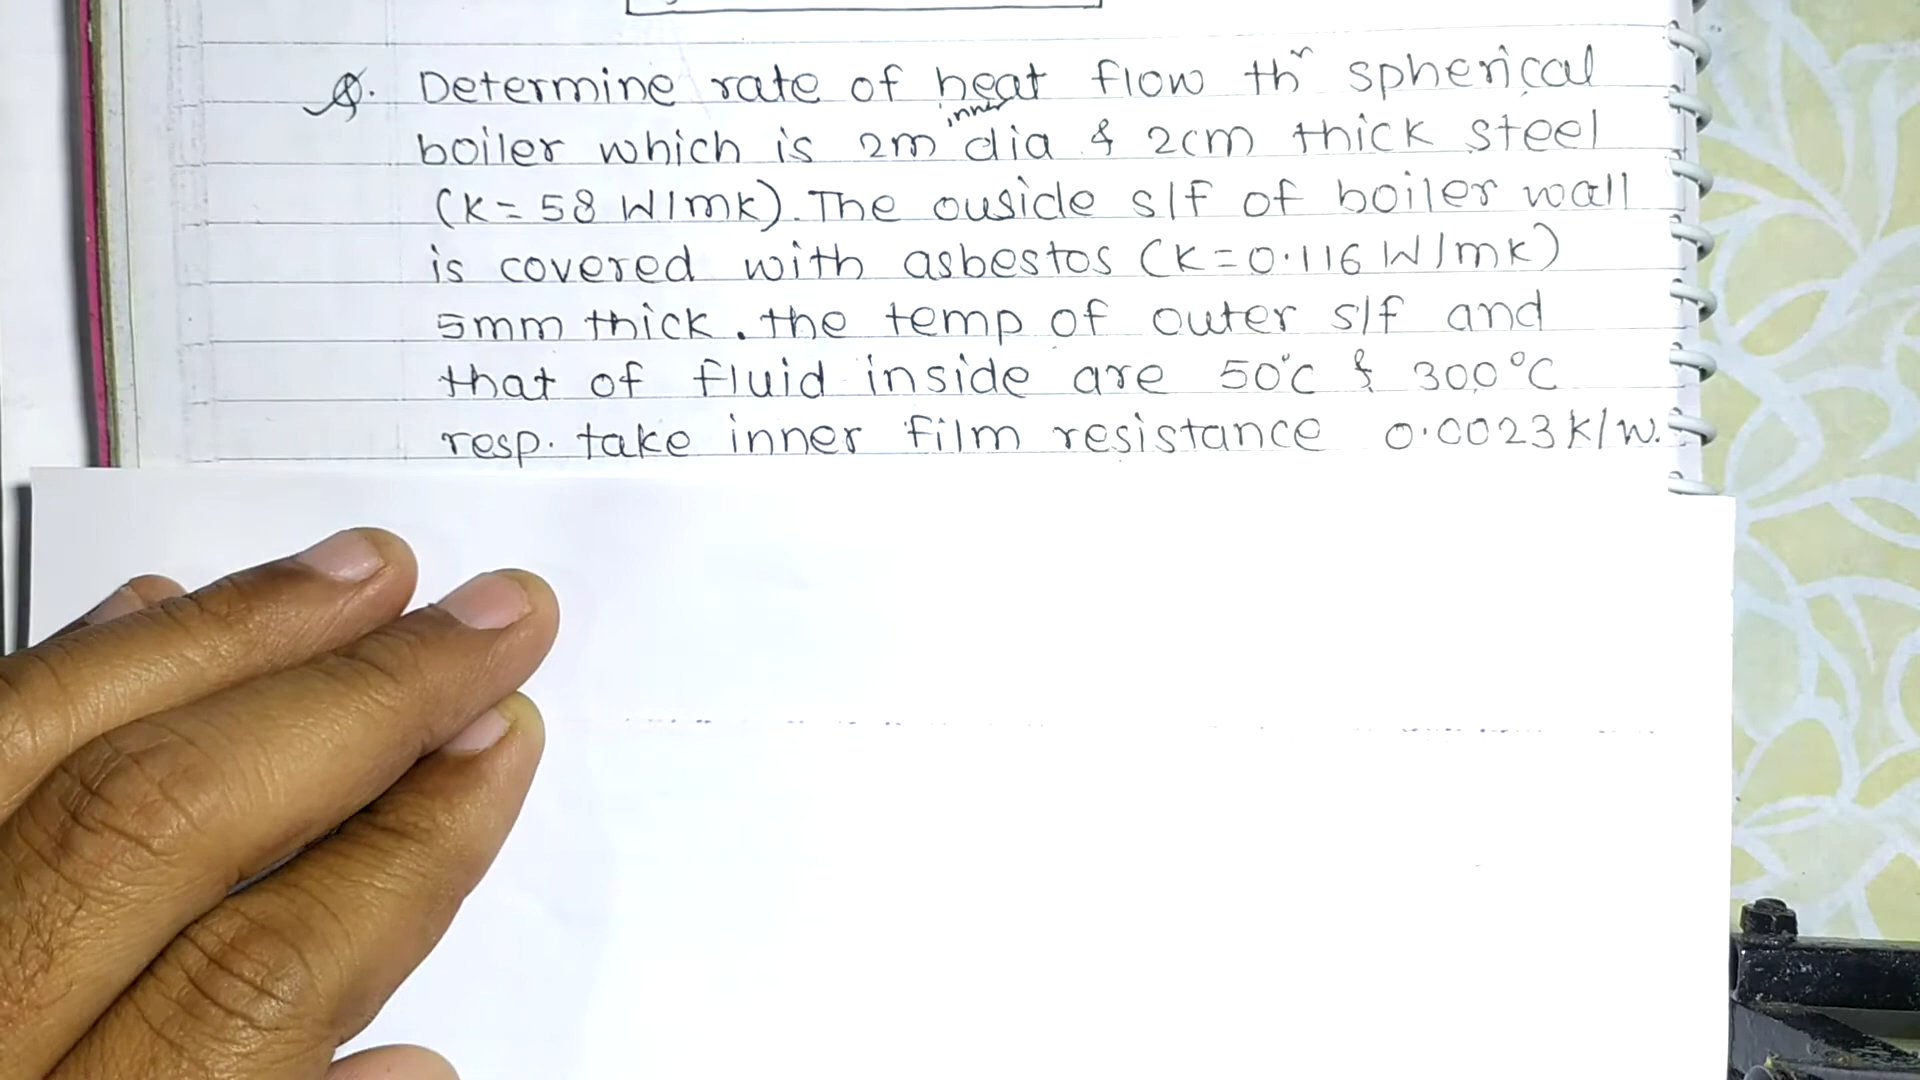 Q. Determine rate of heat flow thr spherical
boiler which is 2m inner dia & 2cm thick steel
(K=58 W/mK). The ouside s/f of boiler wall
is covered with asbestos (K=0.116 W/mK)
5mm thick. the temp of outer s/f and
that of fluid inside are 50°C & 300°C
resp. take inner film resistance 0.0023 K/W.